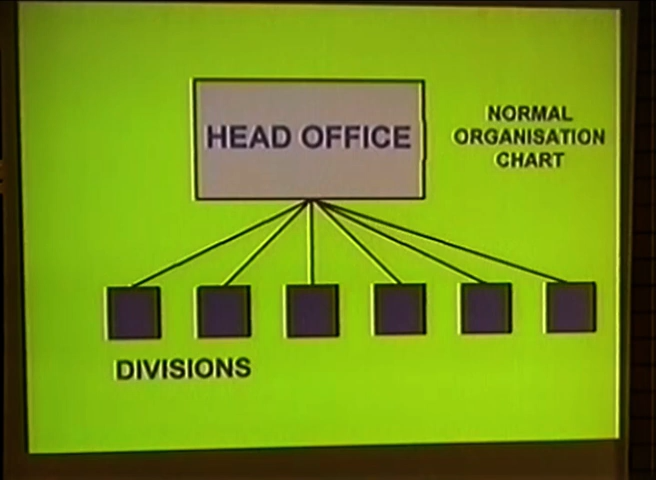 HEAD OFFICE
NORMAL
ORGANISATION
CHART
DIVISIONS